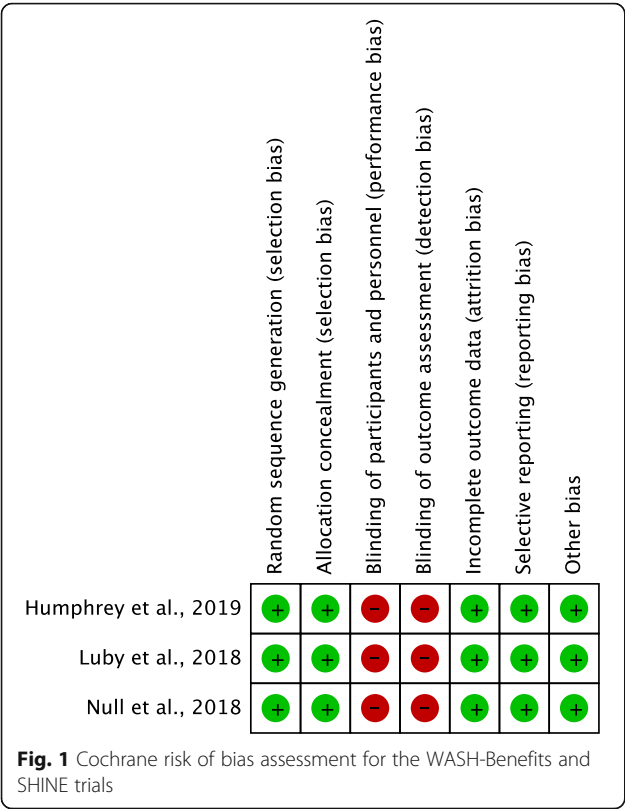 Random sequence generation (selection bias)
Allocation concealment (selection bias)
Blinding of participants and personnel (performance bias)
Blinding of outcome assessment (detection bias)
Incomplete outcome data (attrition bias)
Selective reporting (reporting bias)
Other bias
Humphrey et al., 2019 + + – – + + +
Luby et al., 2018 + + – – + + +
Null et al., 2018 + + – – + + +
Fig. 1 Cochrane risk of bias assessment for the WASH-Benefits and
SHINE trials